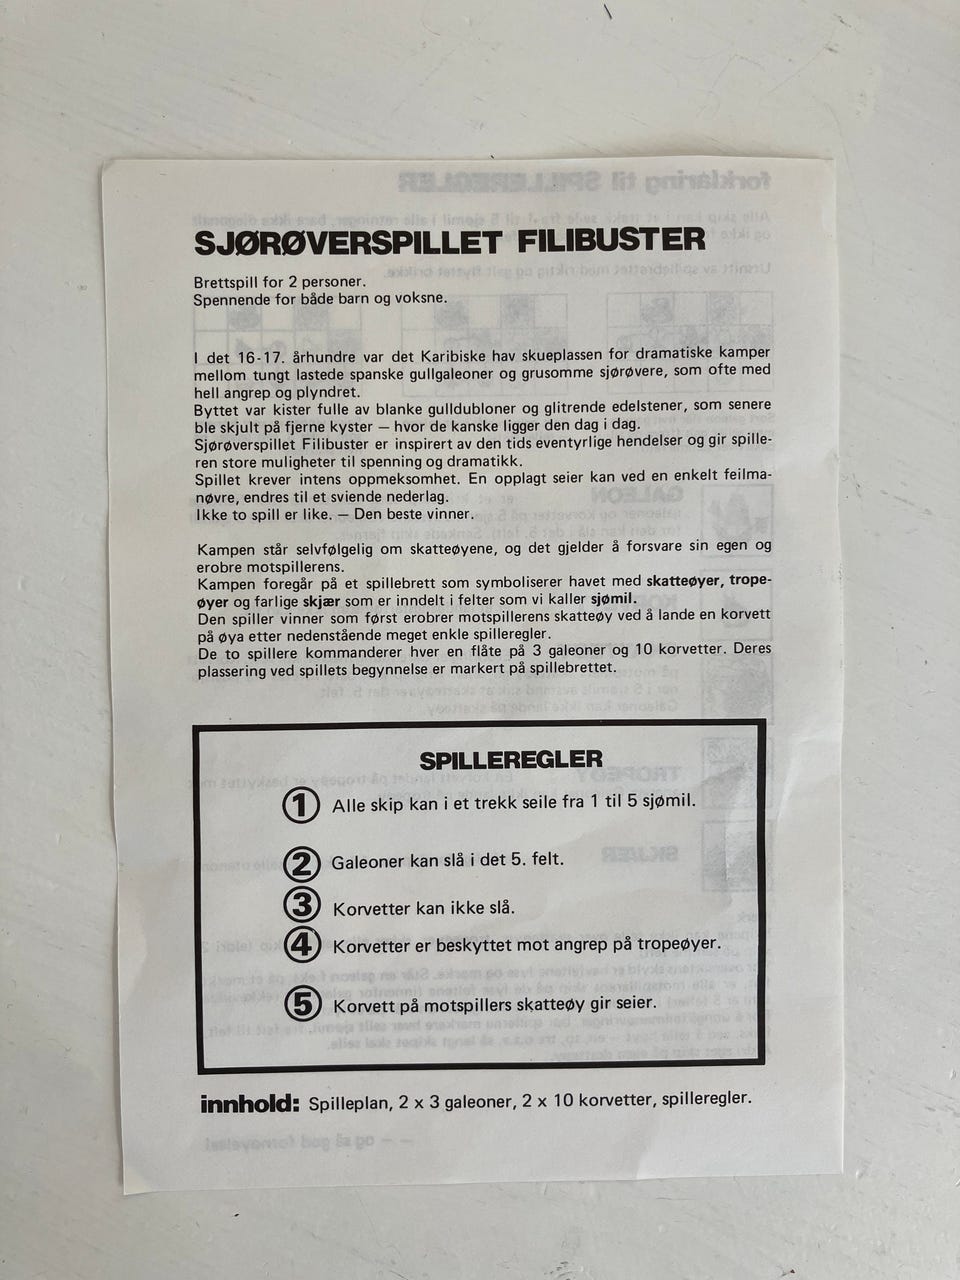 SJØRØVERSPILLET FILIBUSTER
Brettspill for 2 personer.
Spennende for både barn og voksne.
I det 16-17. århundre var det Karibiske hav skueplassen for dramatiske kamper
mellom tungt lastede spanske gullgaleoner og grusomme sjørøvere, som ofte med
hell angrep og plyndret.
Byttet var kister fulle av blanke gulldubloner og glitrende edelstener, som senere
ble skjult på fjerne kyster — hvor de kanske ligger den dag i dag.
Sjørøverspillet Filibuster er inspirert av den tids eventyrlige hendelser og gir spille-
ren store muligheter til spenning og dramatikk.
Spillet krever intens oppmeksomhet. En opplagt seier kan ved en enkelt feilma-
nøvre, endres til et sviende nederlag.
Ikke to spill er like. — Den beste vinner.
Kampen står selvfølgelig om skatteøyene, og det gjelder å forsvare sin egen og
erobre motspillerens.
Kampen foregår på et spillebrett som symboliserer havet med skatteøyer, trope-
øyer og farlige skjær som er inndelt i felter som vi kaller sjømil.
Den spiller vinner som først erobrer motspillerens skatteøy ved å lande en korvett
på øya etter nedenstående meget enkle spilleregler.
De to spillere kommanderer hver en flåte på 3 galeoner og 10 korvetter. Deres
plassering ved spillets begynnelse er markert på spillebrettet.
SPILLEREGLER
1 Alle skip kan i et trekk seile fra 1 til 5 sjømil.
2 Galeoner kan slå i det 5. felt.
3 Korvetter kan ikke slå.
4 Korvetter er beskyttet mot angrep på tropeøyer.
5 Korvett på motspillers skatteøy gir seier.
innhold: Spilleplan, 2 x 3 galeoner, 2 x 10 korvetter, spilleregler.